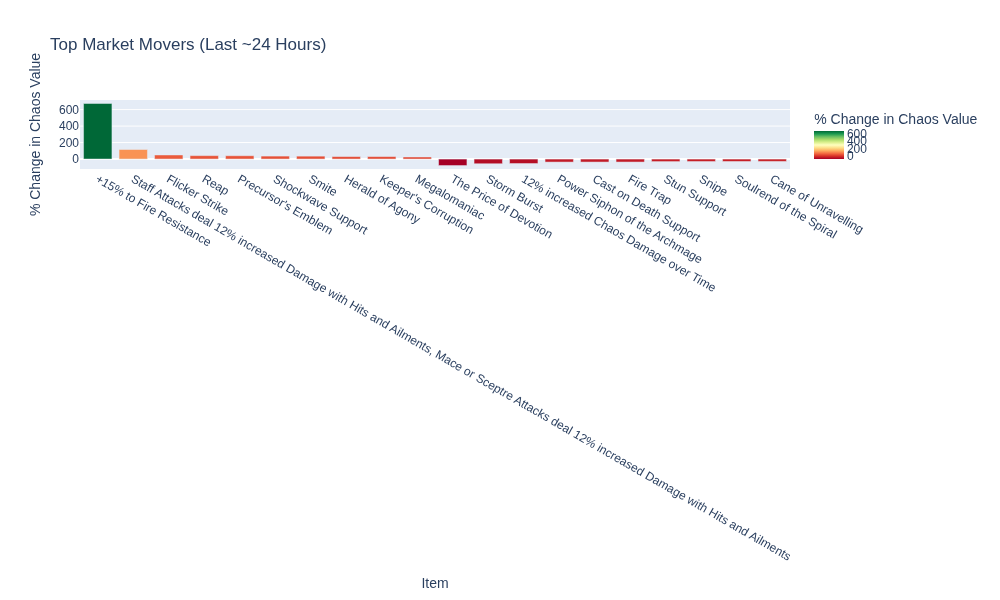 Top Market Movers (Last ~24 Hours)
% Change in Chaos Value
600
400
200
0
+15% to Fire Resistance
Staff Attacks deal 12% increased Damage with Hits and Ailments, Mace or Sceptre Attacks deal 12% increased Damage with Hits and Ailments
Flicker Strike
Reap
Precursor's Emblem
Shockwave Support
Smite
Herald of Agony
Keeper's Corruption
Megalomaniac
The Price of Devotion
Storm Burst
12% increased Chaos Damage over Time
Power Siphon of the Archmage
Cast on Death Support
Fire Trap
Stun Support
Snipe
Soulrend of the Spiral
Cane of Unravelling
Item
% Change in Chaos Value
600
400
200
0